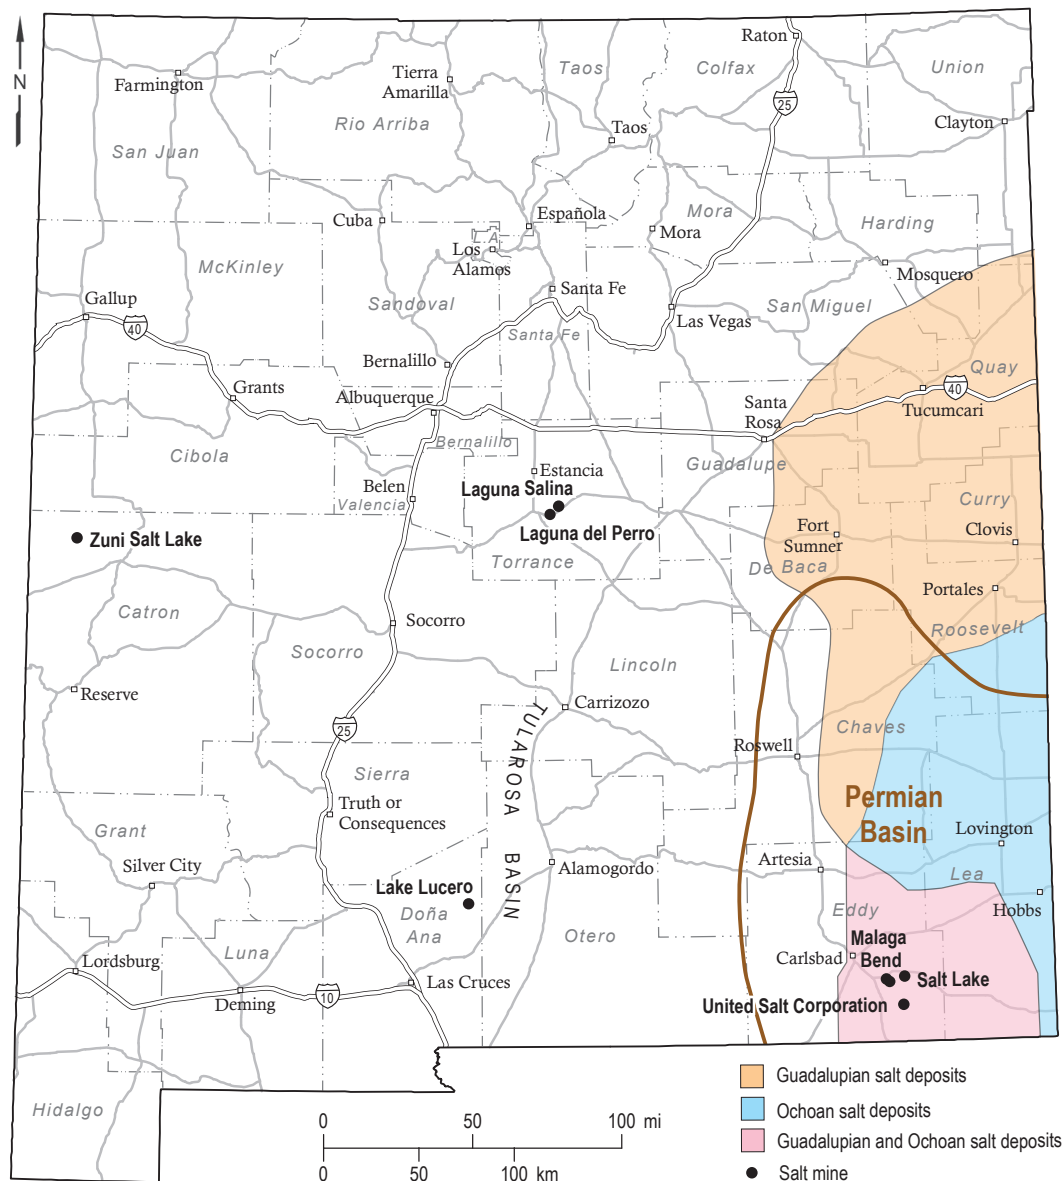 N
Raton
Taos
Colfax
Union
Tierra
Amarilla
Farmington
25
Rio Arriba
Clayton
Taos
San Juan
Española
Mora
Harding
Cuba
L A
Los
Alamos
Mora
McKinley
Mosquero
Santa Fe
Gallup
Sandoval
San Miguel
Las Vegas
40
Santa Fe
Bernalillo
Quay
Grants
40
Albuquerque
Santa
Rosa
Tucumcari
Bernalillo
Cibola
Guadalupe
Estancia
Belen
Valencia
Laguna Salina
Curry
Zuni Salt Lake
Laguna del Perro
Fort
Sumner
Clovis
Torrance
De Baca
Portales
Catron
Socorro
Roosevelt
Socorro
Lincoln
Reserve
Carrizozo
TULAROSA BASIN
25
Chaves
Roswell
Sierra
Permian
Basin
Truth or
Consequences
Grant
Lovington
Silver City
Artesia
Alamogordo
Lea
Lake Lucero
Doña
Ana
Eddy
Hobbs
Otero
Malaga
Bend
Luna
Carlsbad
Lordsburg
Las Cruces
Salt Lake
Deming
10
United Salt Corporation
Guadalupian salt deposits
Hidalgo
Ochoan salt deposits
0 50 100 mi
Guadalupian and Ochoan salt deposits
0 50 100 km
Salt mine